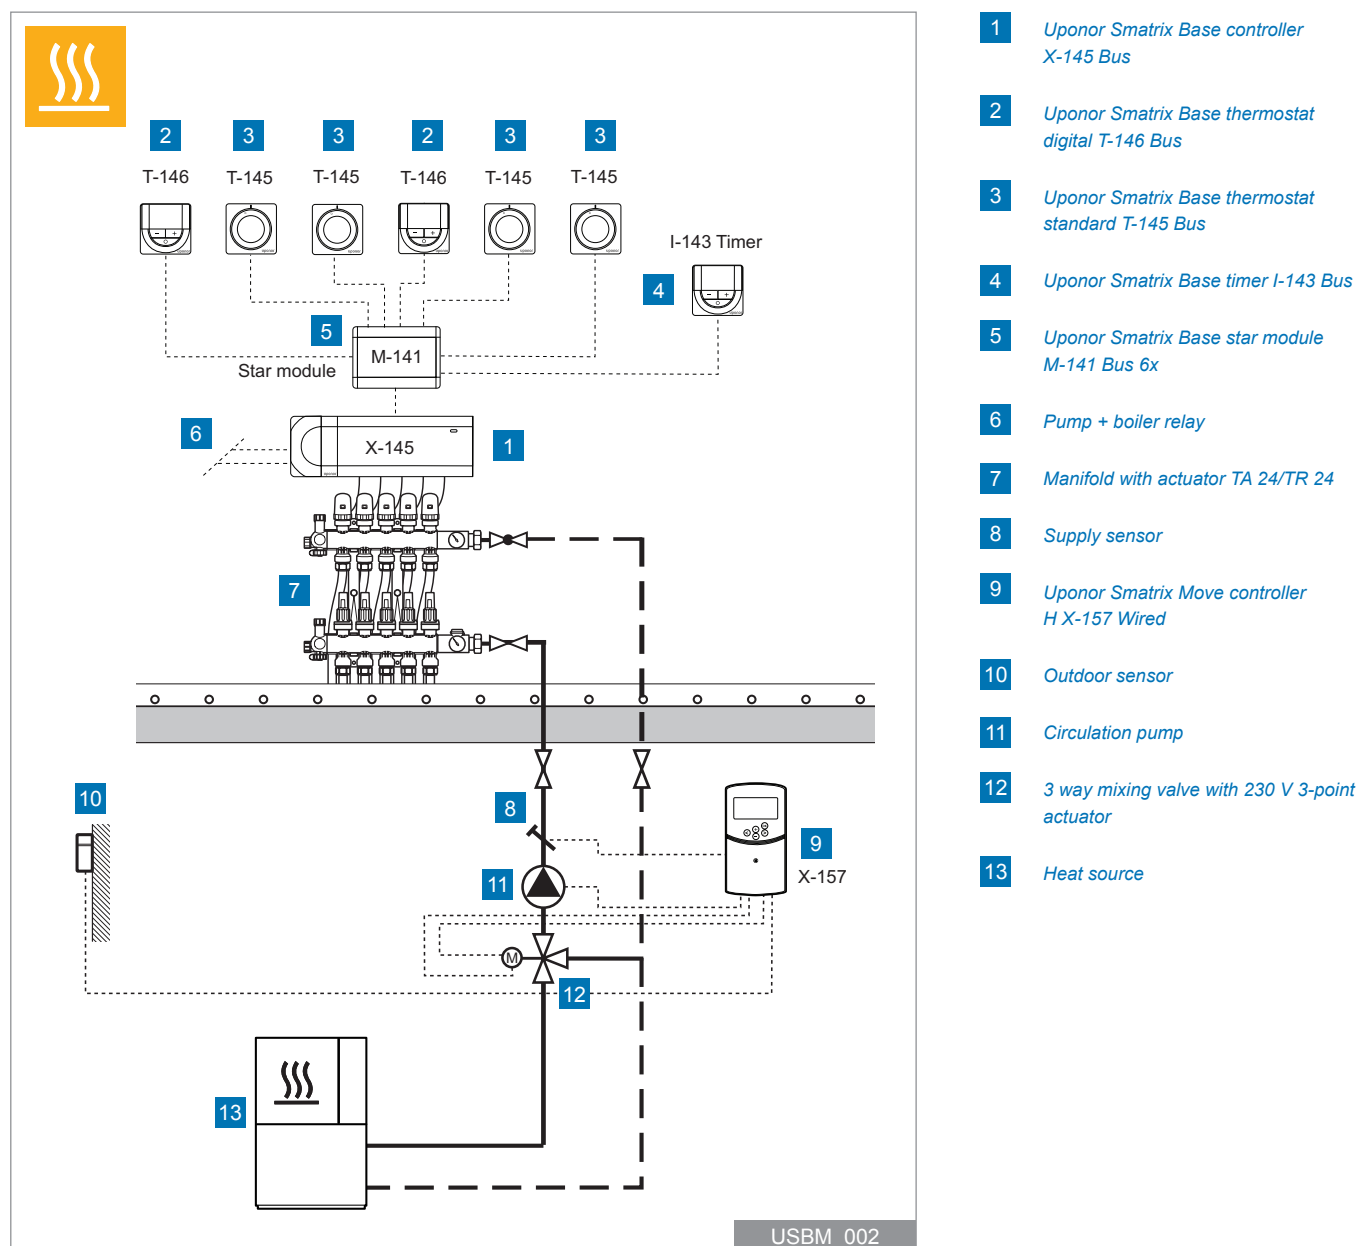 2 3 3 2 3 3
T-146 T-145 T-145 T-146 T-145 T-145
I-143 Timer
4
5
M-141
Star module
6
X-145
1
7
10
8
9
X-157
11
M
12
13
USBM_002
1 Uponor Smatrix Base controller
X-145 Bus
2 Uponor Smatrix Base thermostat
digital T-146 Bus
3 Uponor Smatrix Base thermostat
standard T-145 Bus
4 Uponor Smatrix Base timer I-143 Bus
5 Uponor Smatrix Base star module
M-141 Bus 6x
6 Pump + boiler relay
7 Manifold with actuator TA 24/TR 24
8 Supply sensor
9 Uponor Smatrix Move controller
H X-157 Wired
10 Outdoor sensor
11 Circulation pump
12 3 way mixing valve with 230 V 3-point
actuator
13 Heat source